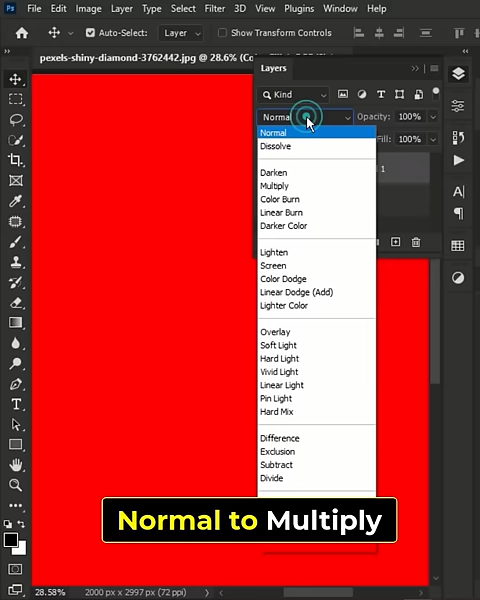 Ps File Edit Image Layer Type Select Filter 3D View Plugins Window Help
Auto-Select: Layer Show Transform Controls
pexels-shiny-diamond-3762442.jpg @ 28.6%
Layers
Kind
Normal Opacity: 100%
Normal
Fill: 100%
Dissolve
Darken
1
Multiply
Color Burn
Linear Burn
Darker Color
Lighten
Screen
Color Dodge
Linear Dodge (Add)
Lighter Color
Overlay
Soft Light
Hard Light
Vivid Light
Linear Light
Pin Light
Hard Mix
Difference
Exclusion
Subtract
Divide
Normal to Multiply
28.58% 2000 px x 2997 px (72 ppi)